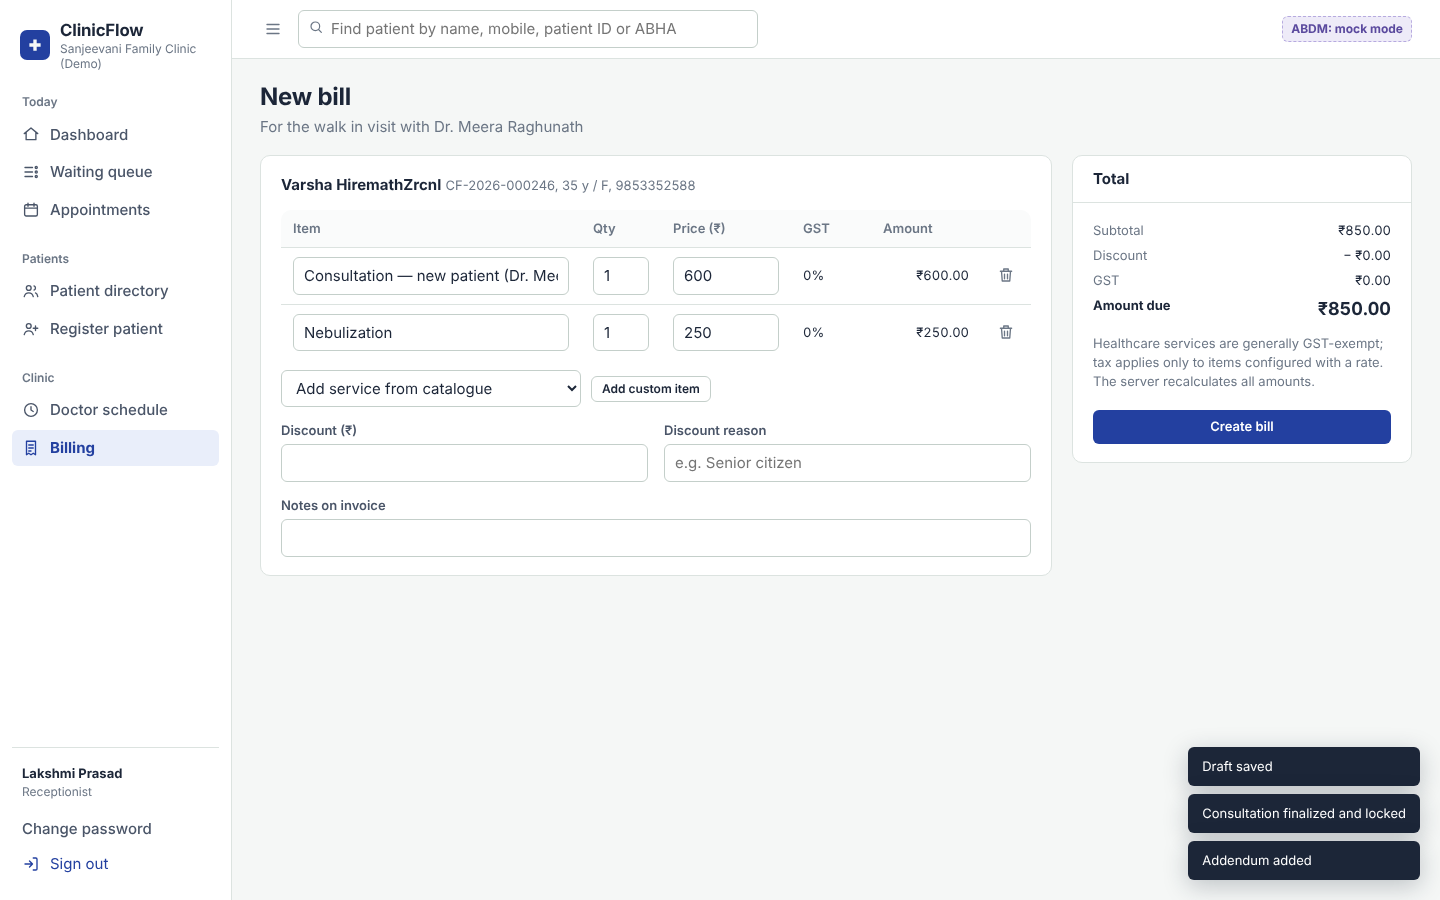 ClinicFlow
Sanjeevani Family Clinic
(Demo)
Today
Dashboard
Waiting queue
Appointments
Patients
Patient directory
Register patient
Clinic
Doctor schedule
Billing
Lakshmi Prasad
Receptionist
Change password
Sign out
Find patient by name, mobile, patient ID or ABHA
ABDM: mock mode
New bill
For the walk in visit with Dr. Meera Raghunath
Varsha HiremathZrcnl CF-2026-000246, 35 y / F, 9853352588
Item Qty Price (₹) GST Amount
Consultation — new patient (Dr. Mee 1 600 0% ₹600.00
Nebulization 1 250 0% ₹250.00
Add service from catalogue Add custom item
Discount (₹) Discount reason
e.g. Senior citizen
Notes on invoice
Total
Subtotal ₹850.00
Discount − ₹0.00
GST ₹0.00
Amount due ₹850.00
Healthcare services are generally GST-exempt;
tax applies only to items configured with a rate.
The server recalculates all amounts.
Create bill
Draft saved
Consultation finalized and locked
Addendum added